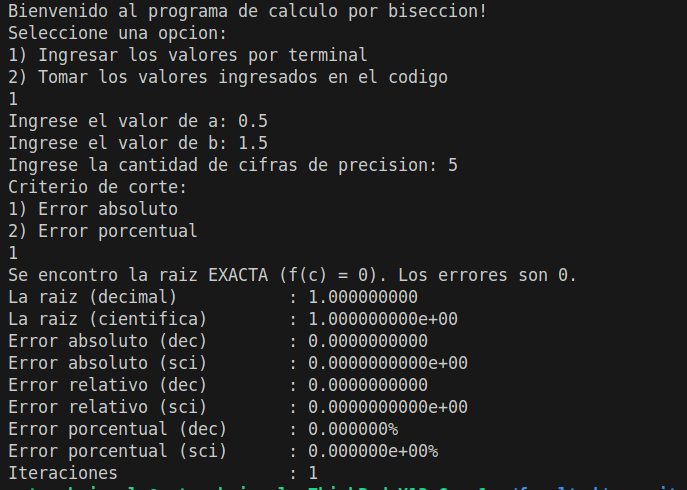 Bienvenido al programa de calculo por biseccion!
Seleccione una opcion:
1) Ingresar los valores por terminal
2) Tomar los valores ingresados en el codigo
1
Ingrese el valor de a: 0.5
Ingrese el valor de b: 1.5
Ingrese la cantidad de cifras de precision: 5
Criterio de corte:
1) Error absoluto
2) Error porcentual
1
Se encontro la raiz EXACTA (f(c) = 0). Los errores son 0.
La raiz (decimal) : 1.000000000
La raiz (cientifica) : 1.000000000e+00
Error absoluto (dec) : 0.0000000000
Error absoluto (sci) : 0.0000000000e+00
Error relativo (dec) : 0.0000000000
Error relativo (sci) : 0.0000000000e+00
Error porcentual (dec) : 0.000000%
Error porcentual (sci) : 0.000000e+00%
Iteraciones : 1